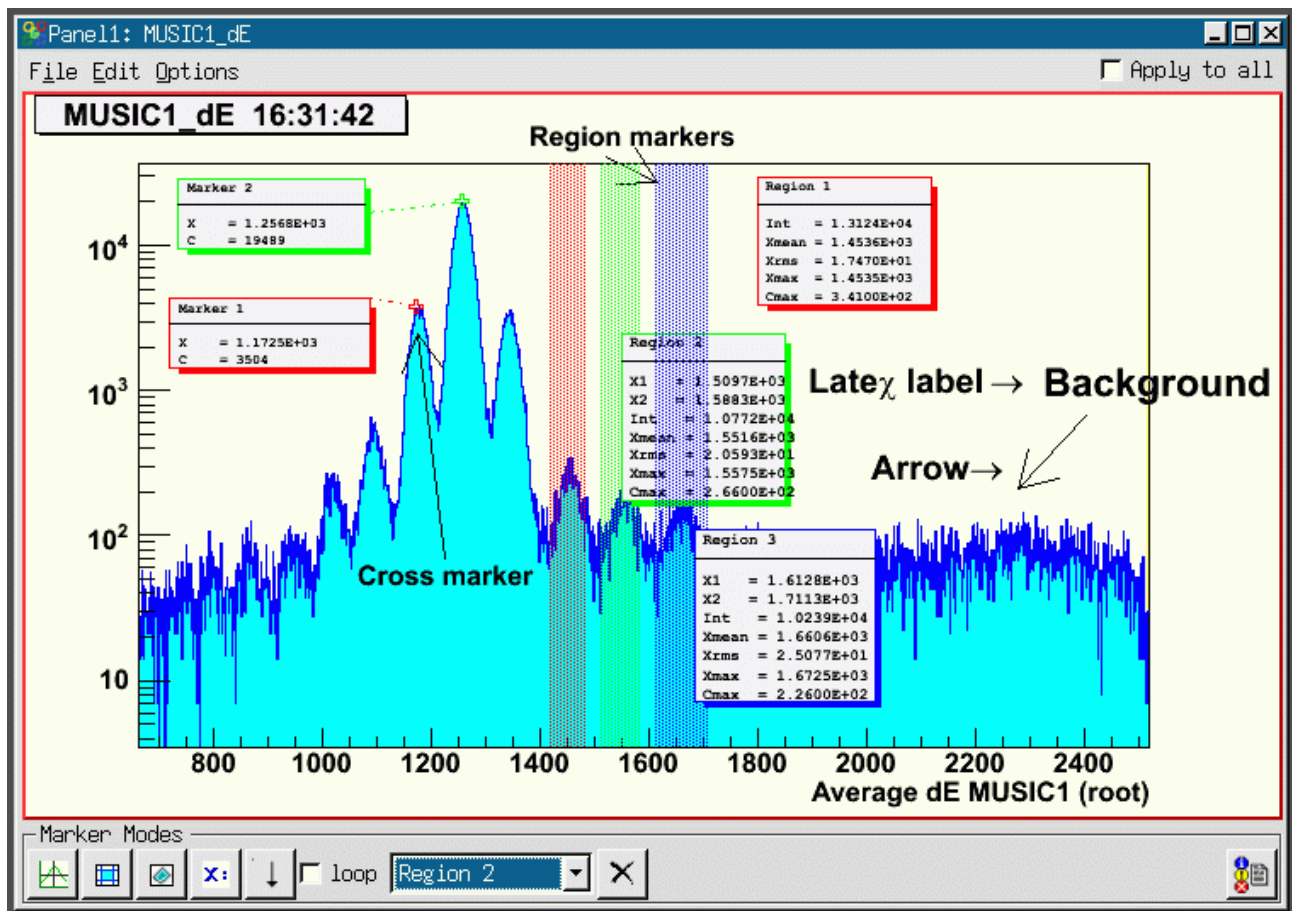 Panel1: MUSIC1_dE
File Edit Options
Apply to all
MUSIC1_dE 16:31:42
Region markers
Marker 2
X = 1.2568E+03
C = 19489
Marker 1
X = 1.1725E+03
C = 3504
Region 1
Int = 1.3124E+04
Xmean = 1.4536E+03
Xrms = 1.7470E+01
Xmax = 1.4535E+03
Cmax = 3.4100E+02
Region 2
X1 = 1.5097E+03
X2 = 1.5883E+03
Int = 1.0772E+04
Xmean = 1.5516E+03
Xrms = 2.0593E+01
Xmax = 1.5575E+03
Cmax = 2.6600E+02
Lateχ label → Background
Arrow→
Region 3
X1 = 1.6128E+03
X2 = 1.7113E+03
Int = 1.0239E+04
Xmean = 1.6606E+03
Xrms = 2.5077E+01
Xmax = 1.6725E+03
Cmax = 2.2600E+02
Cross marker
10⁴
10³
10²
10
800 1000 1200 1400 1600 1800 2000 2200 2400
Average dE MUSIC1 (root)
Marker Modes
X: loop Region 2